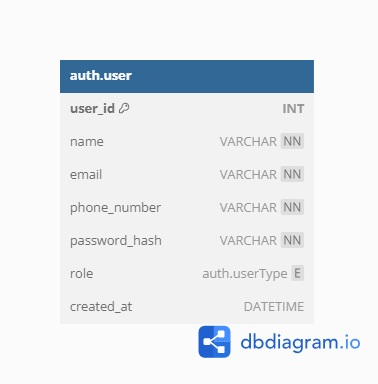 auth.user
user_id INT
name VARCHAR NN
email VARCHAR NN
phone_number VARCHAR NN
password_hash VARCHAR NN
role auth.userType E
created_at DATETIME
dbdiagram.io